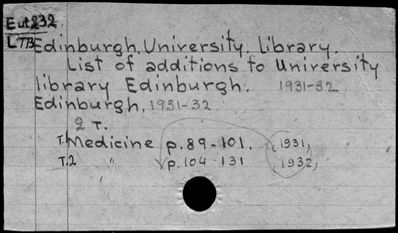 Eut232
LTB
Edinburgh, University, library.
List of additions to University
library Edinburgh. 1931-32
Edinburgh, 1931-32
2 T.
T.1 Medicine p.89-101. (1931,
T.2 " p.104-131 (1932,